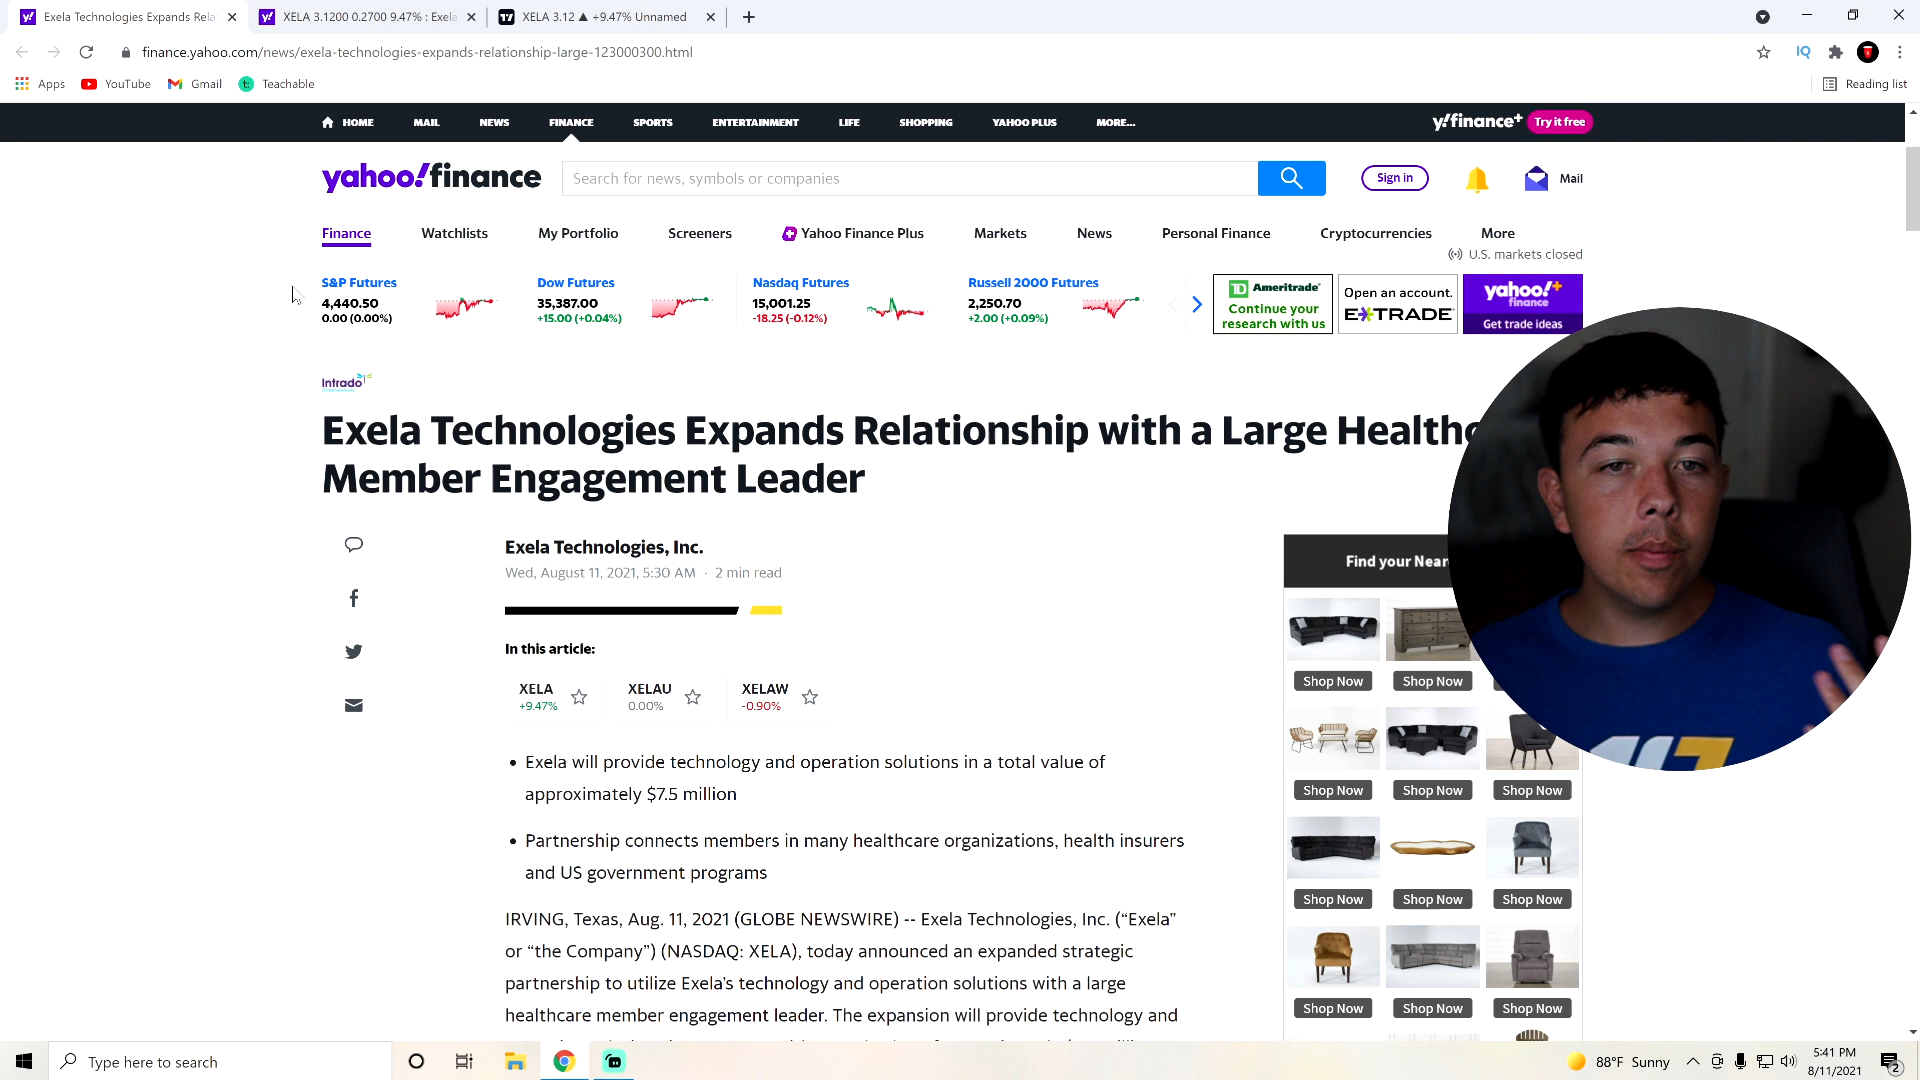 Exela Technologies Expands Rela
XELA 3.1200 0.2700 9.47% : Exela
XELA 3.12 ▲ +9.47% Unnamed
finance.yahoo.com/news/exela-technologies-expands-relationship-large-123000300.html
IQ
Apps YouTube Gmail Teachable Reading list
HOME MAIL NEWS FINANCE SPORTS ENTERTAINMENT LIFE SHOPPING YAHOO PLUS MORE...
y!finance+ Try it free
yahoo!finance
Search for news, symbols or companies
Sign in
Mail
Finance Watchlists My Portfolio Screeners Yahoo Finance Plus Markets News Personal Finance Cryptocurrencies More
U.S. markets closed
S&P Futures
4,440.50
0.00 (0.00%)
Dow Futures
35,387.00
+15.00 (+0.04%)
Nasdaq Futures
15,001.25
-18.25 (-0.12%)
Russell 2000 Futures
2,250.70
+2.00 (+0.09%)
TD Ameritrade
Continue your
research with us
Open an account.
E*TRADE
yahoo!+
finance
Get trade ideas
Intrado
Exela Technologies Expands Relationship with a Large Healthc
Member Engagement Leader
Exela Technologies, Inc.
Wed, August 11, 2021, 5:30 AM · 2 min read
In this article:
XELA
+9.47%
XELAU
0.00%
XELAW
-0.90%
• Exela will provide technology and operation solutions in a total value of
approximately $7.5 million
• Partnership connects members in many healthcare organizations, health insurers
and US government programs
IRVING, Texas, Aug. 11, 2021 (GLOBE NEWSWIRE) -- Exela Technologies, Inc. (“Exela”
or “the Company”) (NASDAQ: XELA), today announced an expanded strategic
partnership to utilize Exela’s technology and operation solutions with a large
healthcare member engagement leader. The expansion will provide technology and
Find your Near
Shop Now Shop Now
Shop Now Shop Now Shop Now
Shop Now Shop Now Shop Now
Shop Now Shop Now Shop Now
Type here to search
88°F Sunny
5:41 PM
8/11/2021
2